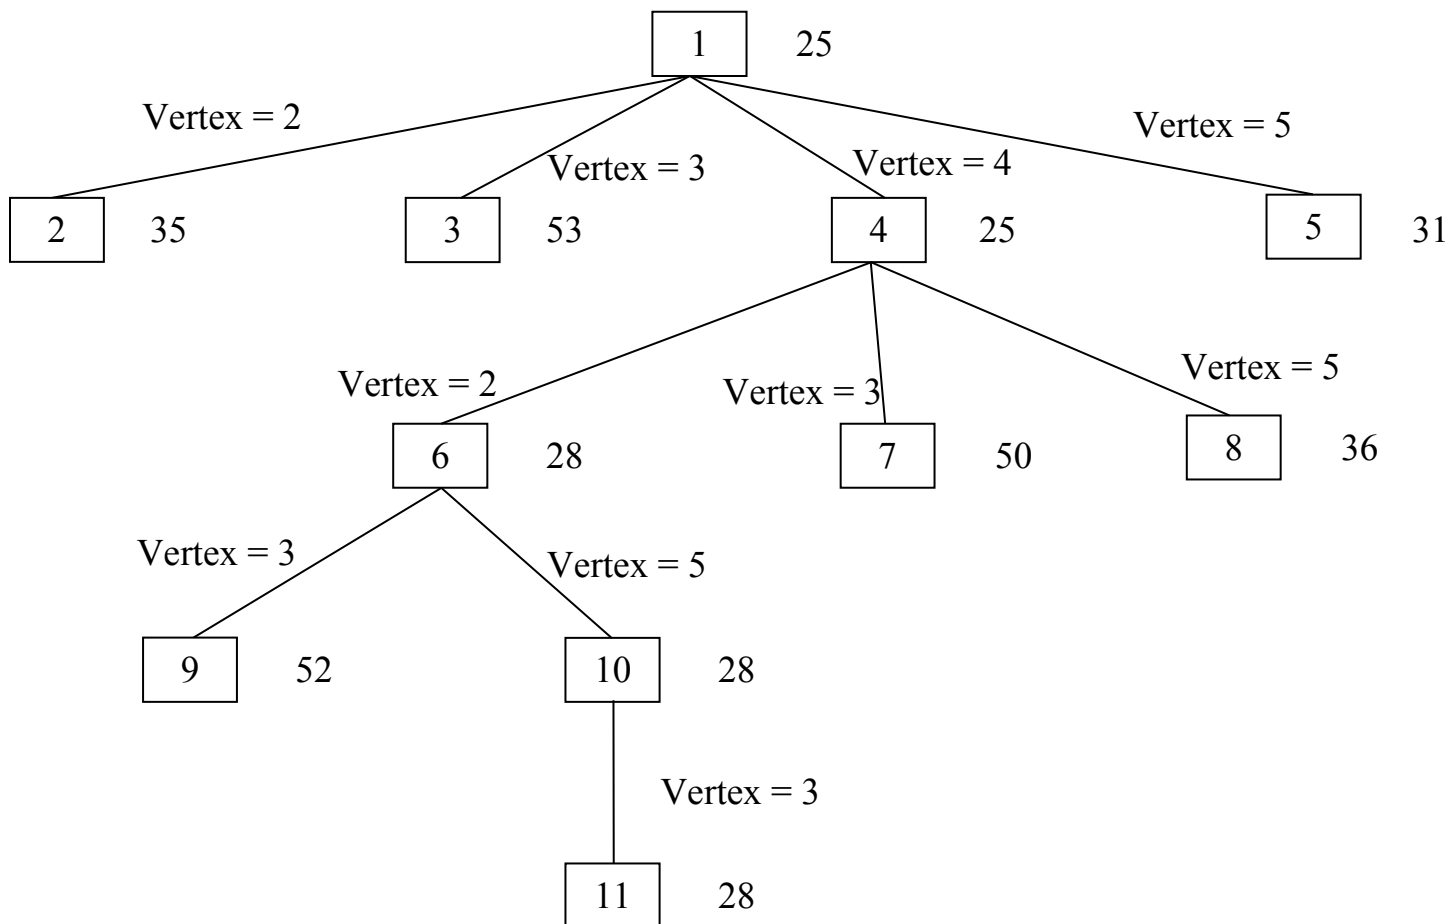 1 25
Vertex = 2
Vertex = 5
Vertex = 3
Vertex = 4
2 35
3 53
4 25
5 31
Vertex = 2
Vertex = 3
Vertex = 5
6 28
7 50
8 36
Vertex = 3
Vertex = 5
9 52
10 28
Vertex = 3
11 28